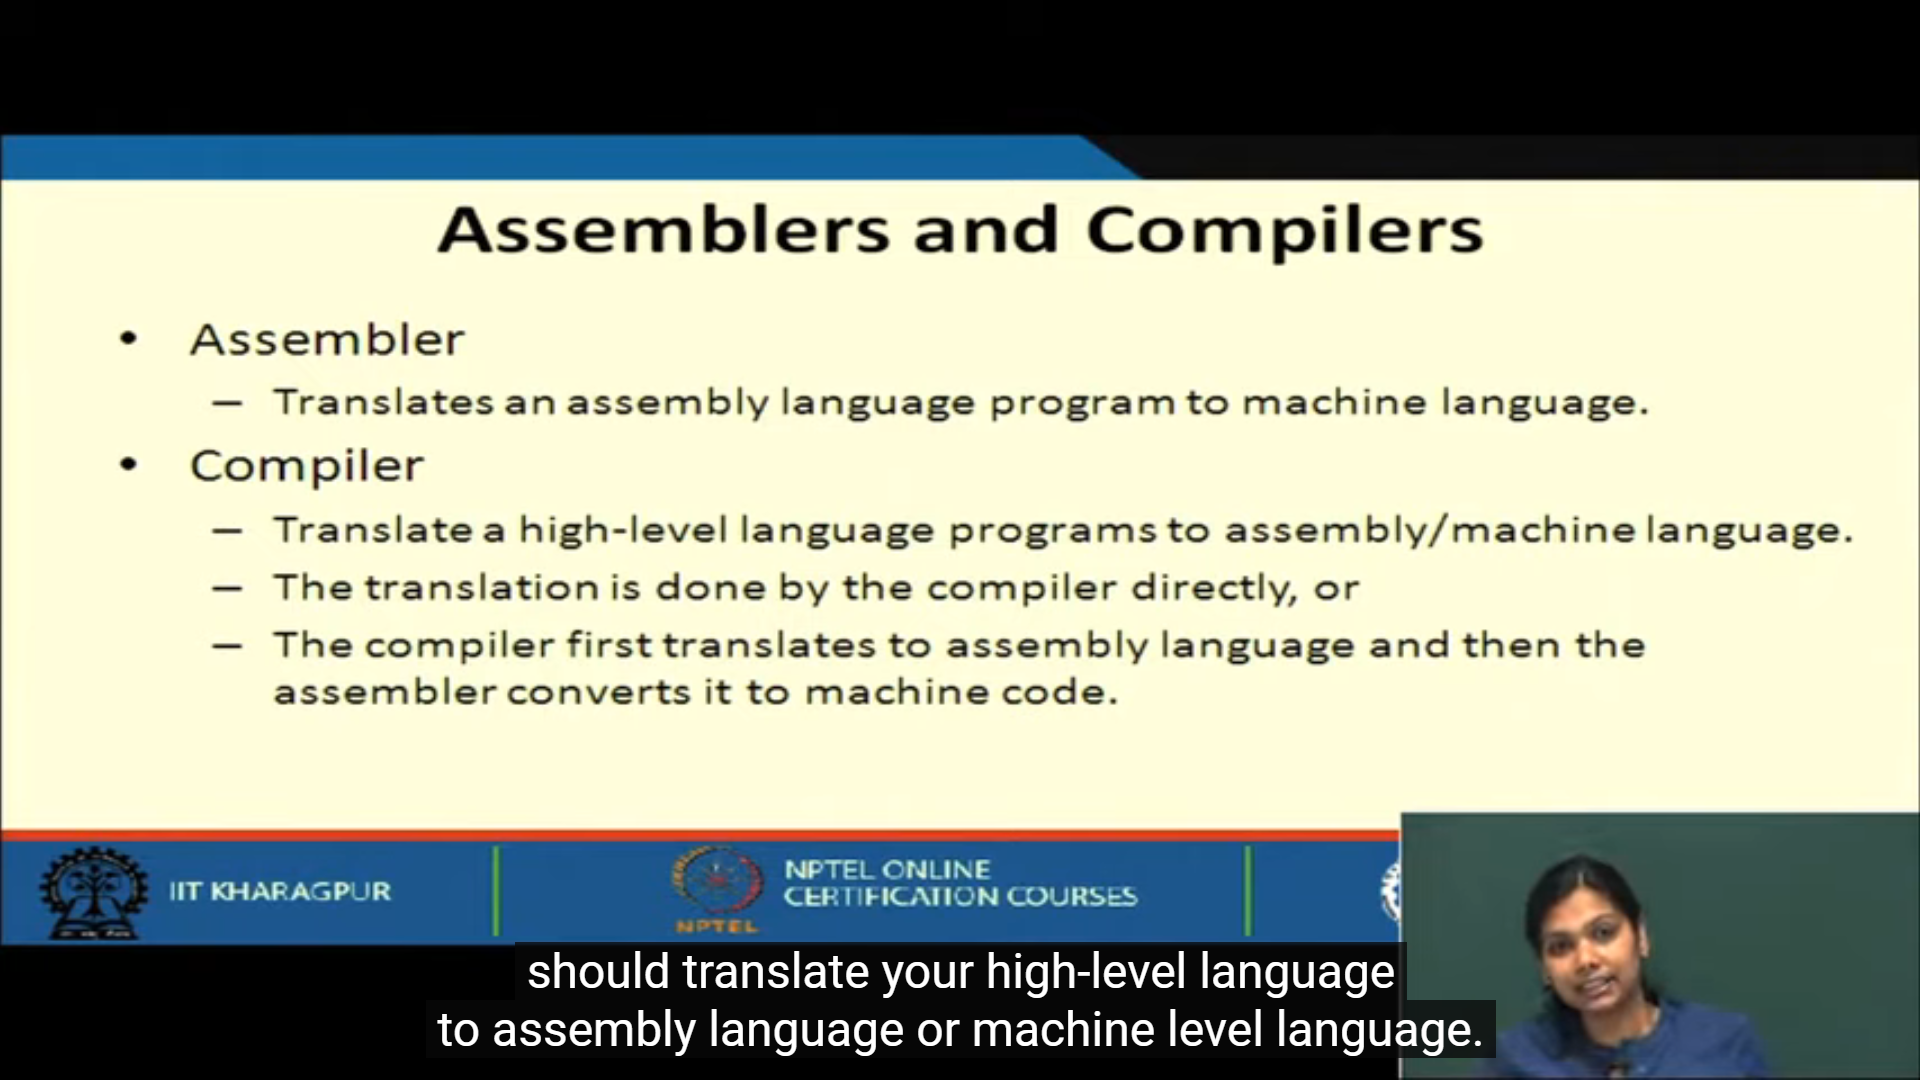 Assemblers and Compilers
• Assembler
– Translates an assembly language program to machine language.
• Compiler
– Translate a high-level language programs to assembly/machine language.
– The translation is done by the compiler directly, or
– The compiler first translates to assembly language and then the
assembler converts it to machine code.
IIT KHARAGPUR
NPTEL
NPTEL ONLINE
CERTIFICATION COURSES
should translate your high-level language
to assembly language or machine level language.